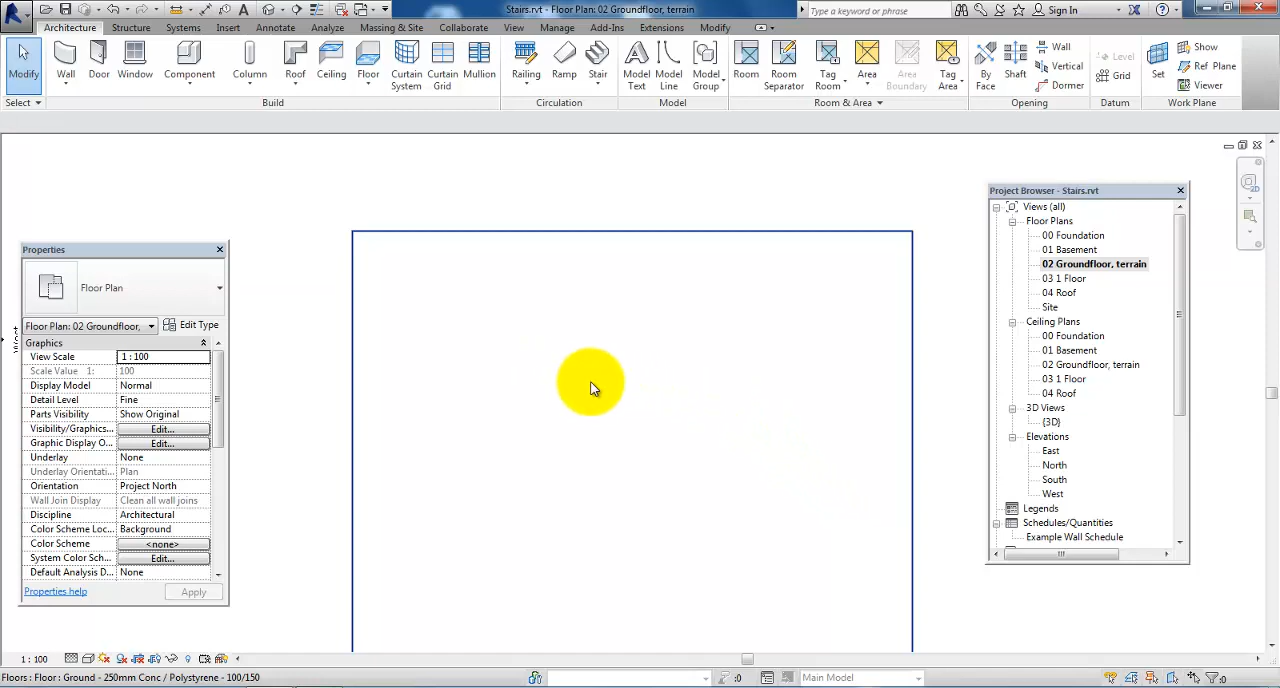 Stairs.rvt - Floor Plan: 02 Groundfloor, terrain
Type a keyword or phrase
Sign In
Architecture Structure Systems Insert Annotate Analyze Massing & Site Collaborate View Manage Add-Ins Extensions Modify
Modify
Wall
Door
Window
Component
Column
Roof
Ceiling
Floor
Curtain System
Curtain Grid
Mullion
Railing
Ramp
Stair
Model Text
Model Line
Model Group
Room
Room Separator
Tag Room
Area
Area Boundary
Tag Area
By Face
Shaft
Wall
Vertical
Dormer
Level
Grid
Set
Show
Ref Plane
Viewer
Select
Build
Circulation
Model
Room & Area
Opening
Datum
Work Plane
Properties
Floor Plan
Floor Plan: 02 Groundfloor,
Edit Type
Graphics
View Scale 1 : 100
Scale Value 1: 100
Display Model Normal
Detail Level Fine
Parts Visibility Show Original
Visibility/Graphics... Edit...
Graphic Display O... Edit...
Underlay None
Underlay Orientati... Plan
Orientation Project North
Wall Join Display Clean all wall joins
Discipline Architectural
Color Scheme Loc... Background
Color Scheme <none>
System Color Sch... Edit...
Default Analysis D... None
Properties help
Apply
Project Browser - Stairs.rvt
Views (all)
Floor Plans
00 Foundation
01 Basement
02 Groundfloor, terrain
03 1 Floor
04 Roof
Site
Ceiling Plans
00 Foundation
01 Basement
02 Groundfloor, terrain
03 1 Floor
04 Roof
3D Views
{3D}
Elevations
East
North
South
West
Legends
Schedules/Quantities
Example Wall Schedule
1 : 100
Floors : Floor : Ground - 250mm Conc / Polystyrene - 100/150
:0
Main Model
:0